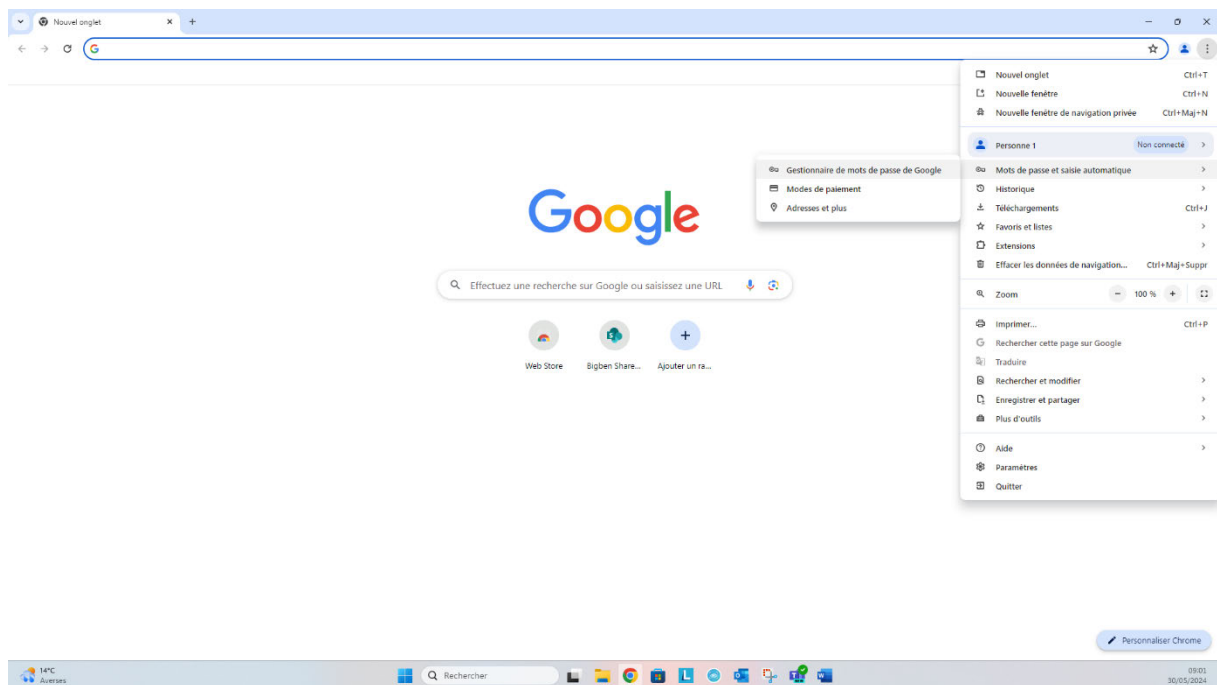 Nouvel onglet
Nouvel onglet Ctrl+T
Nouvelle fenêtre Ctrl+N
Nouvelle fenêtre de navigation privée Ctrl+Maj+N
Personne 1 Non connecté
Gestionnaire de mots de passe de Google
Modes de paiement
Adresses et plus
Mots de passe et saisie automatique
Historique
Téléchargements Ctrl+J
Favoris et listes
Extensions
Effacer les données de navigation... Ctrl+Maj+Suppr
Zoom - 100 % +
Imprimer... Ctrl+P
Rechercher cette page sur Google
Traduire
Rechercher et modifier
Enregistrer et partager
Plus d'outils
Aide
Paramètres
Quitter
Google
Effectuez une recherche sur Google ou saisissez une URL
Web Store Bigben Share... Ajouter un ra...
Personnaliser Chrome
14°C
Averses
Rechercher
09:01
30/05/2024